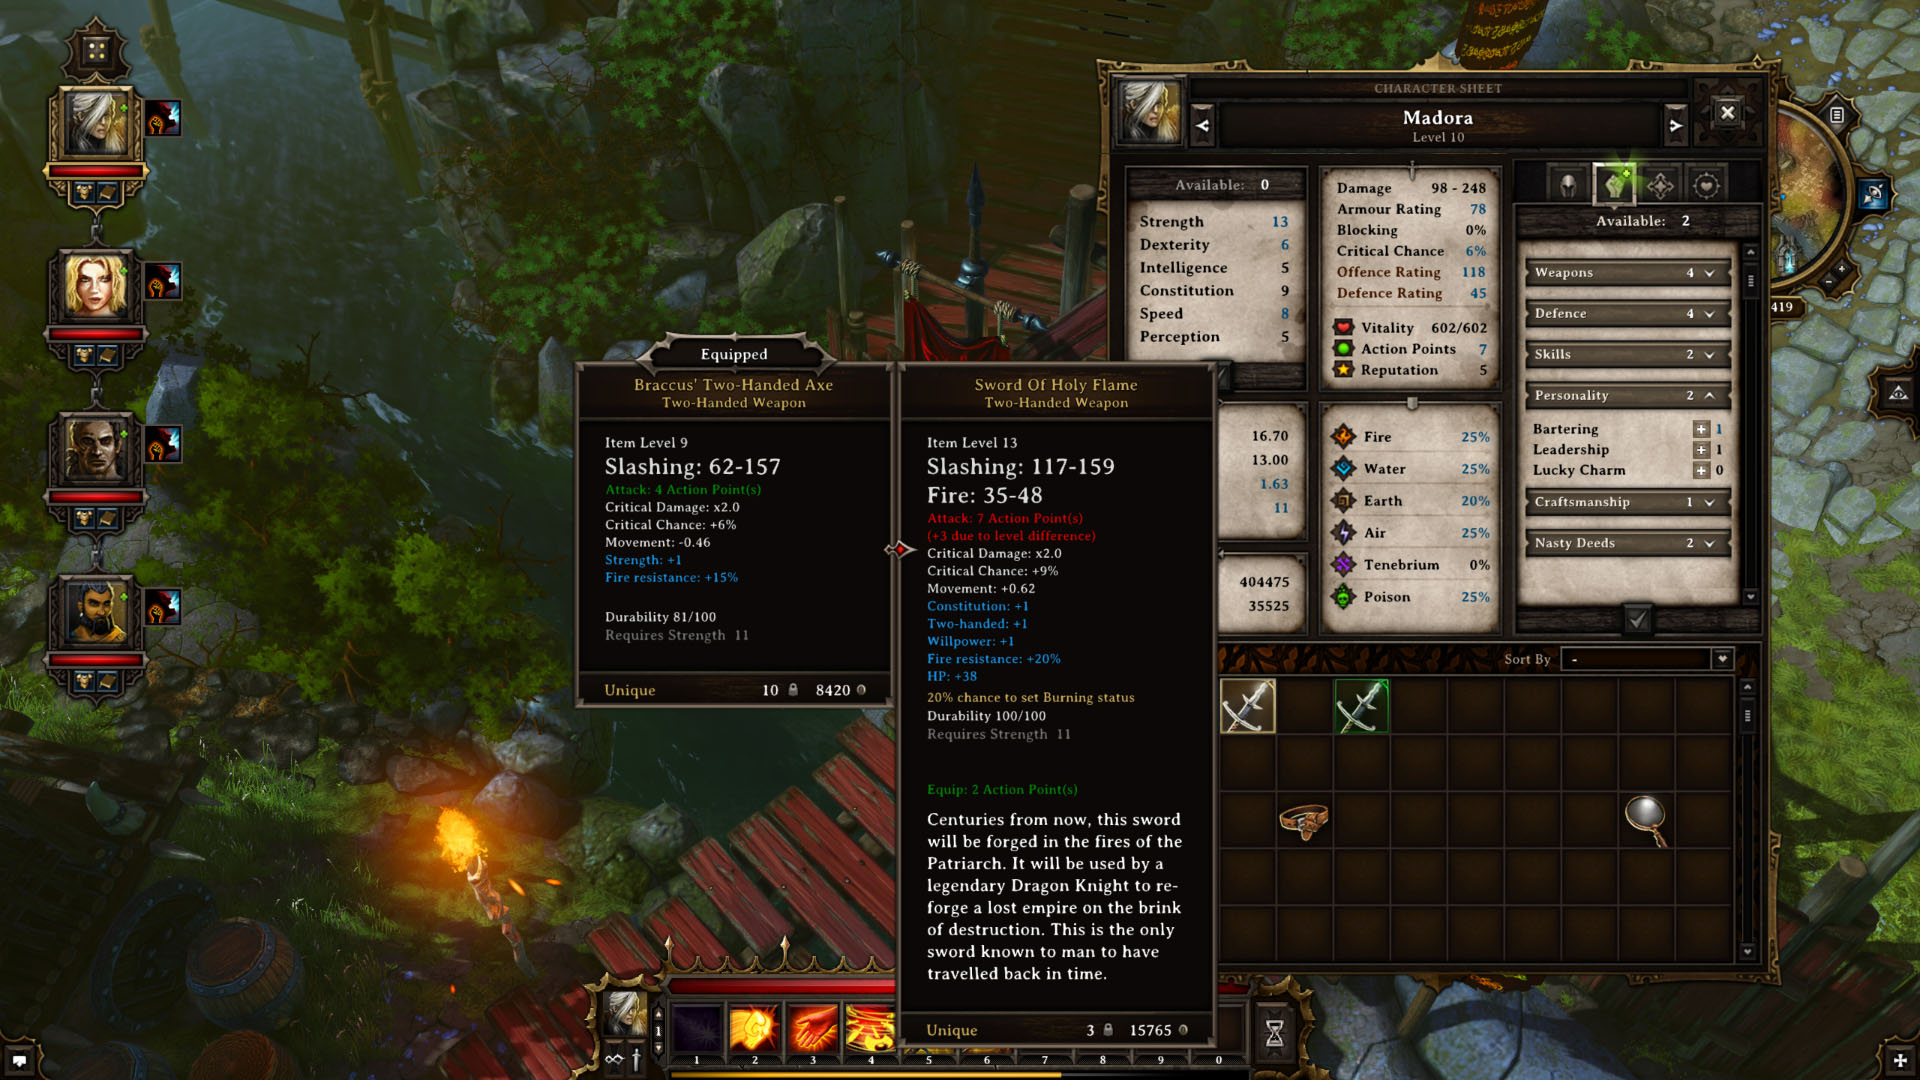 CHARACTER SHEET
Madora
Level 10
Available: 0
Strength 13
Dexterity 6
Intelligence 5
Constitution 9
Speed 8
Perception 5
Damage 98 - 248
Armour Rating 78
Blocking 0%
Critical Chance 6%
Offence Rating 118
Defence Rating 45
Vitality 602/602
Action Points 7
Reputation 5
Available: 2
Weapons 4
Defence 4
Skills 2
Personality 2
Bartering 1
Leadership 1
Lucky Charm 0
Craftsmanship 1
Nasty Deeds 2
419
16.70
13.00
1.63
11
404475
35525
Fire 25%
Water 25%
Earth 20%
Air 25%
Tenebrium 0%
Poison 25%
Sort By -
Equipped
Braccus' Two-Handed Axe
Two-Handed Weapon
Item Level 9
Slashing: 62-157
Attack: 4 Action Point(s)
Critical Damage: x2.0
Critical Chance: +6%
Movement: -0.46
Strength: +1
Fire resistance: +15%
Durability 81/100
Requires Strength 11
Unique 10 8420
Sword Of Holy Flame
Two-Handed Weapon
Item Level 13
Slashing: 117-159
Fire: 35-48
Attack: 7 Action Point(s)
(+3 due to level difference)
Critical Damage: x2.0
Critical Chance: +9%
Movement: +0.62
Constitution: +1
Two-handed: +1
Willpower: +1
Fire resistance: +20%
HP: +38
20% chance to set Burning status
Durability 100/100
Requires Strength 11
Equip: 2 Action Point(s)
Centuries from now, this sword
will be forged in the fires of the
Patriarch. It will be used by a
legendary Dragon Knight to re-
forge a lost empire on the brink
of destruction. This is the only
sword known to man to have
travelled back in time.
Unique 3 15765
1
1 2 3 4 5 6 7 8 9 0